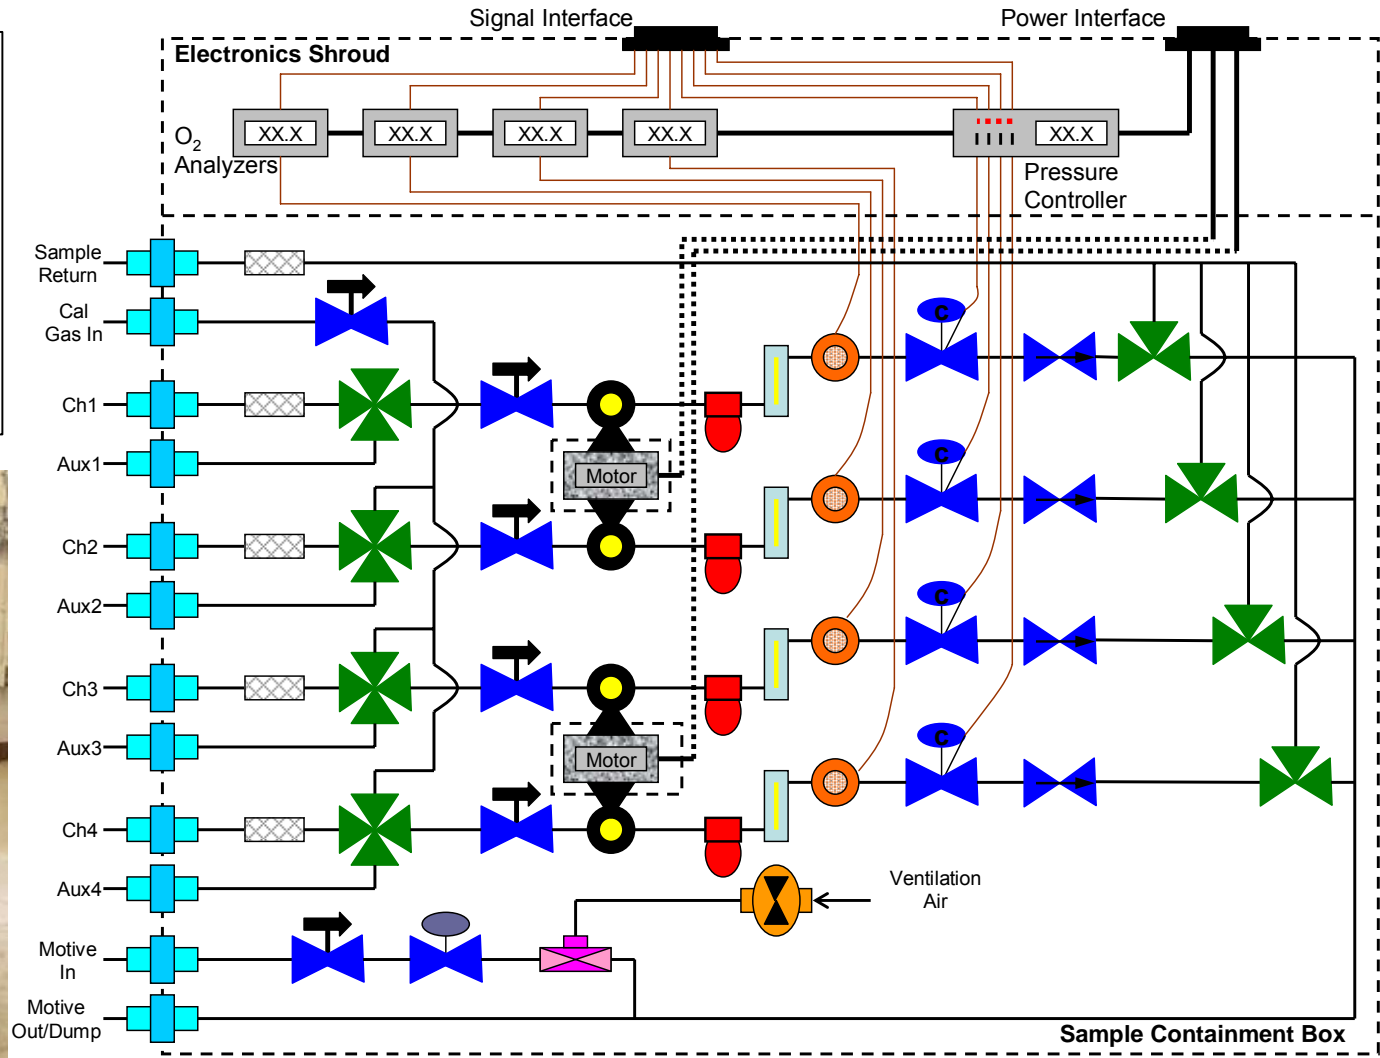 Signal Interface
Power Interface
Electronics Shroud
O2
Analyzers
XX.X
XX.X
XX.X
XX.X
XX.X
Pressure
Controller
Sample
Return
Cal
Gas In
Ch1
Aux1
Ch2
Aux2
Ch3
Aux3
Ch4
Aux4
Motive
In
Motive
Out/Dump
Motor
Motor
C
C
C
C
Ventilation
Air
Sample Containment Box